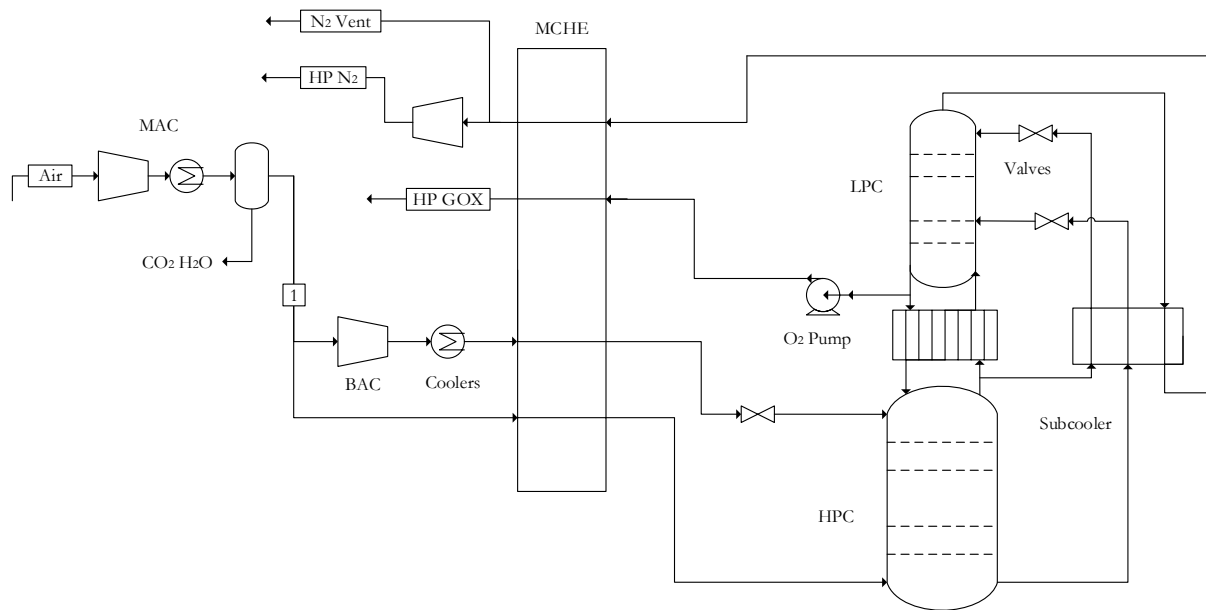 N2 Vent
MCHE
HP N2
MAC
Air
LPC
Valves
HP GOX
CO2 H2O
1
O2 Pump
BAC
Coolers
Subcooler
HPC